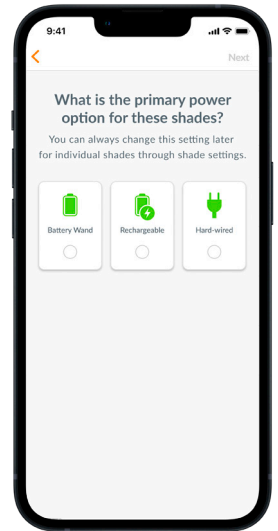 9:41
Next
What is the primary power
option for these shades?
You can always change this setting later
for individual shades through shade settings.
Battery Wand
Rechargeable
Hard-wired